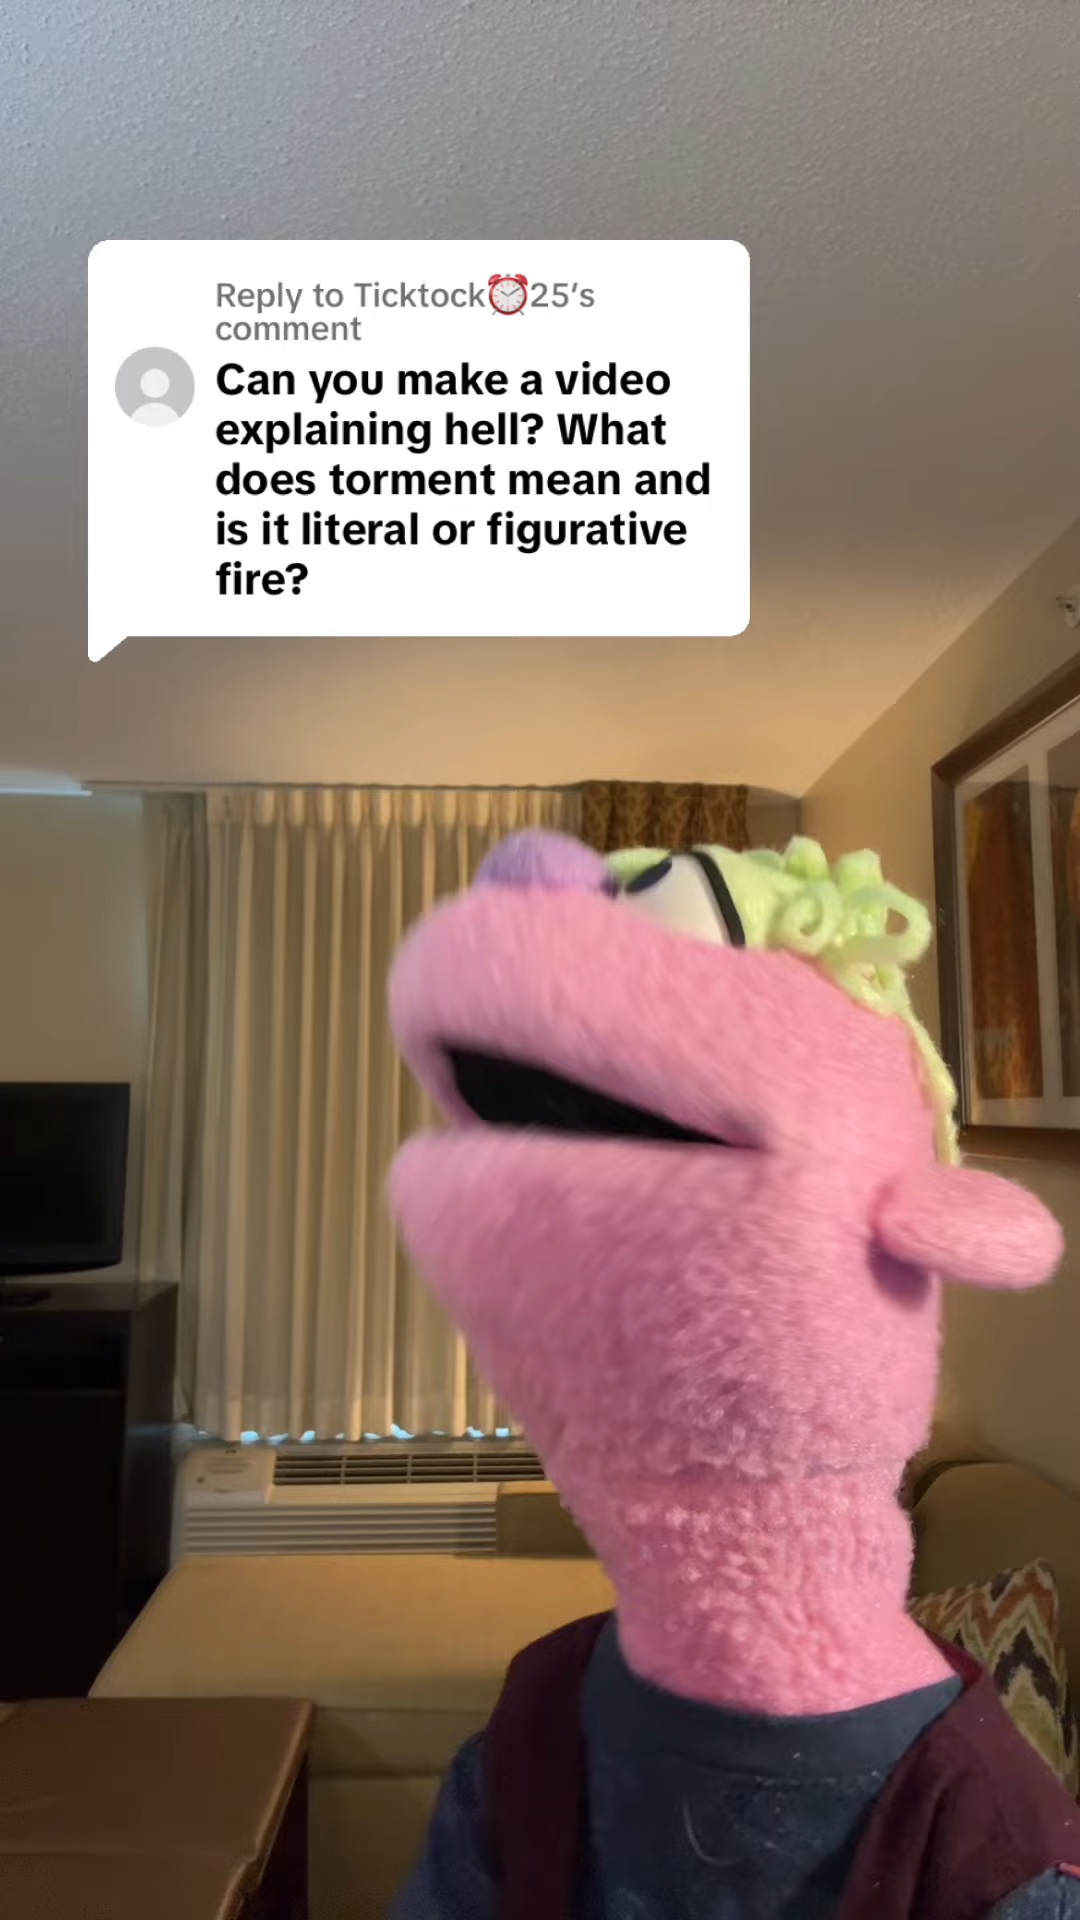 Reply to Ticktock⏰25's
comment
Can you make a video
explaining hell? What
does torment mean and
is it literal or figurative
fire?